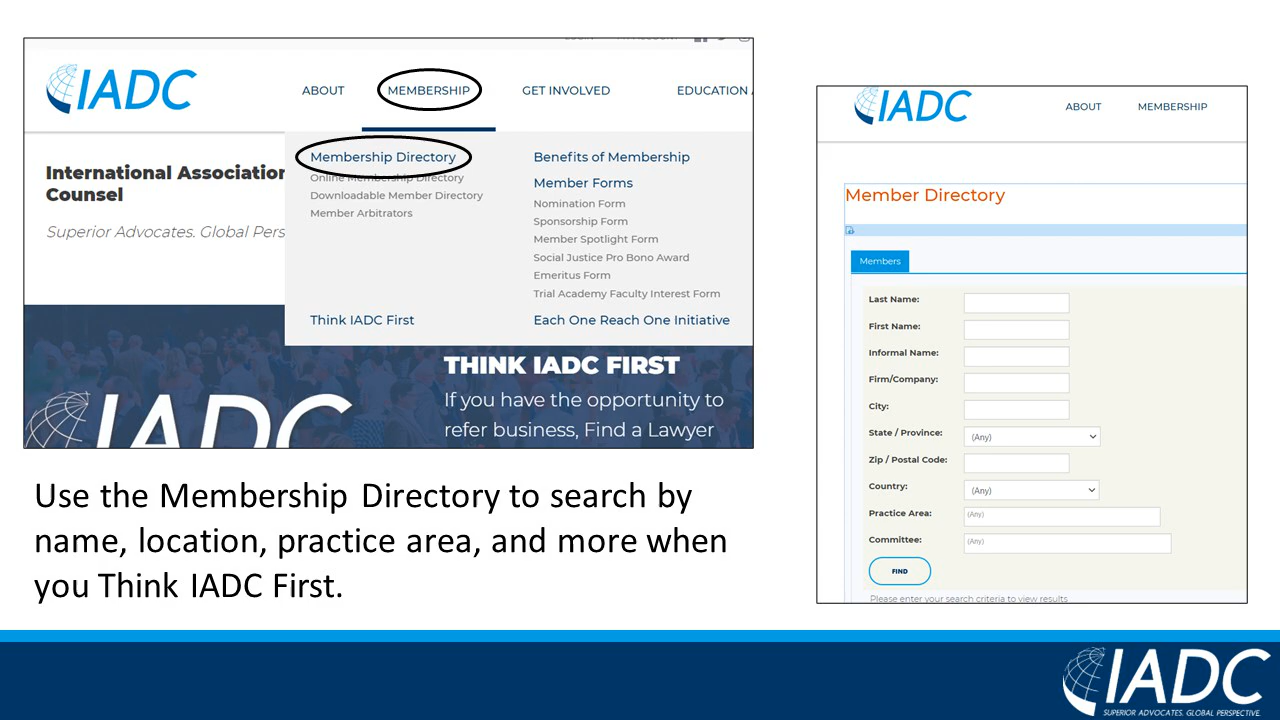 IADC
ABOUT
MEMBERSHIP
GET INVOLVED
EDUCATION
Membership Directory
Online Membership Directory
Downloadable Member Directory
Member Arbitrators
Think IADC First
Benefits of Membership
Member Forms
Nomination Form
Sponsorship Form
Member Spotlight Form
Social Justice Pro Bono Award
Emeritus Form
Trial Academy Faculty Interest Form
Each One Reach One Initiative
International Association
Counsel
Superior Advocates. Global Pers
IADC
THINK IADC FIRST
If you have the opportunity to
refer business, Find a Lawyer
Use the Membership Directory to search by
name, location, practice area, and more when
you Think IADC First.
IADC
ABOUT
MEMBERSHIP
Member Directory
Members
Last Name:
First Name:
Informal Name:
Firm/Company:
City:
State / Province: (Any)
Zip / Postal Code:
Country: (Any)
Practice Area: (Any)
Committee: (Any)
FIND
Please enter your search criteria to view results
IADC
SUPERIOR ADVOCATES. GLOBAL PERSPECTIVE.